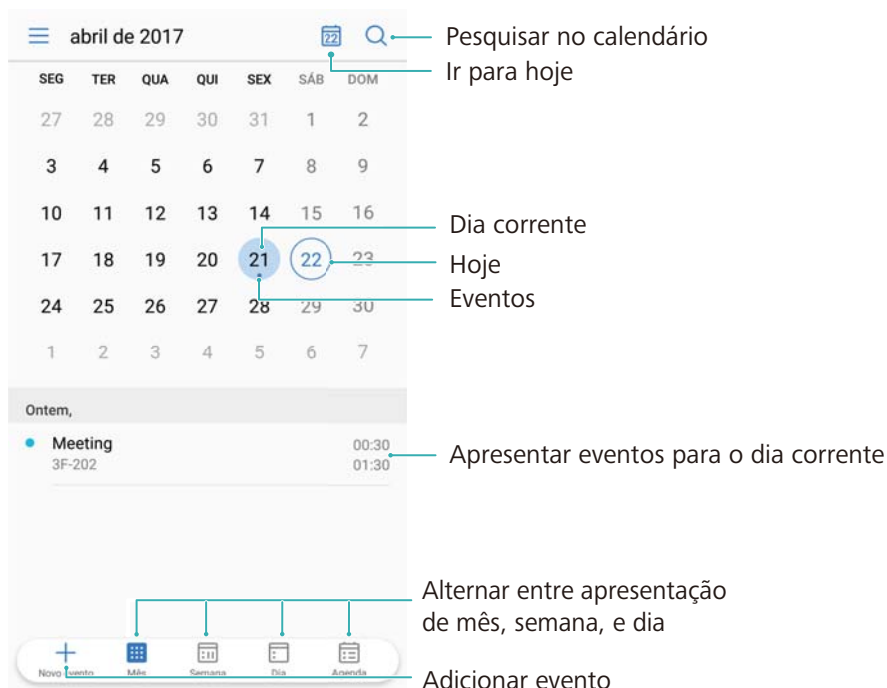 abril de 2017 22
Pesquisar no calendário
Ir para hoje
SEG TER QUA QUI SEX SÁB DOM
27 28 29 30 31 1 2
3 4 5 6 7 8 9
10 11 12 13 14 15 16
Dia corrente
17 18 19 20 21 22 23
Hoje
Eventos
24 25 26 27 28 29 30
1 2 3 4 5 6 7
Ontem,
Meeting 00:30
3F-202 01:30
Apresentar eventos para o dia corrente
Alternar entre apresentação
de mês, semana, e dia
Novo evento Mês Semana Dia Agenda
Adicionar evento